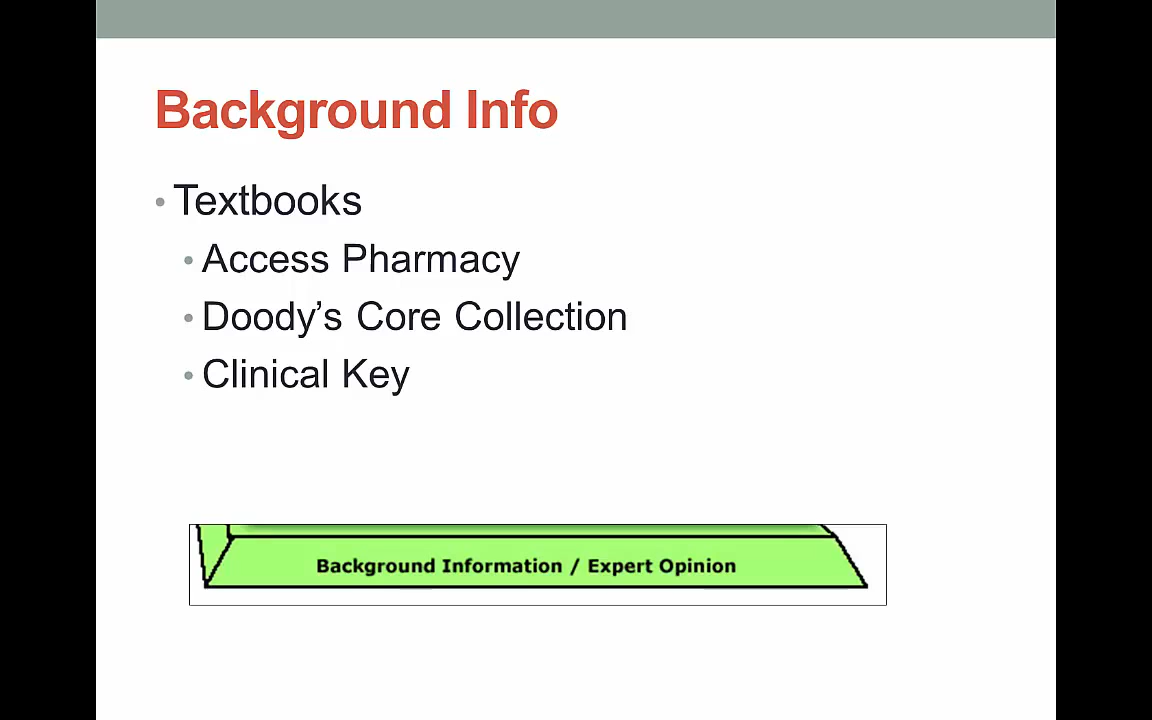 Background Info
• Textbooks
• Access Pharmacy
• Doody’s Core Collection
• Clinical Key
Background Information / Expert Opinion